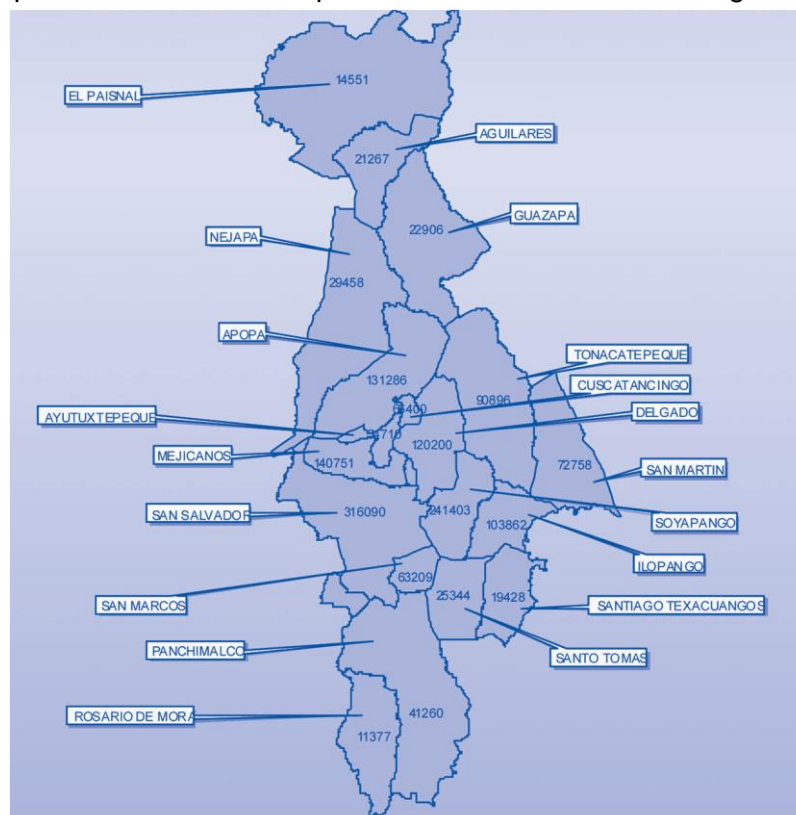 14551
EL PAISNAL
AGUILARES
21267
GUAZAPA
22906
NEJAPA
29458
APOPA
TONACATEPEQUE
131286
CUSCATANCINGO
90896
AYUTUXTEPEQUE
DELGADO
120200
MEJICANOS
140751
72758
SAN MARTIN
SAN SALVADOR
316090
241403
SOYAPANGO
103862
ILOPANGO
63209
SAN MARCOS
25344
19428
SANTIAGO TEXACUANGOS
PANCHIMALCO
SANTO TOMAS
ROSARIO DE MORA
41260
11377